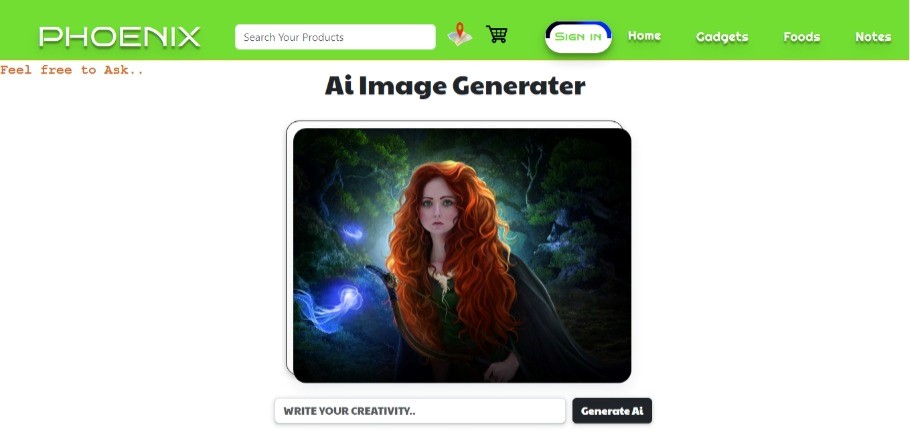 PHOENIX
Search Your Products
Sign in
Home
Gadgets
Foods
Notes
Feel free to Ask..
Ai Image Generater
WRITE YOUR CREATIVITY..
Generate Ai